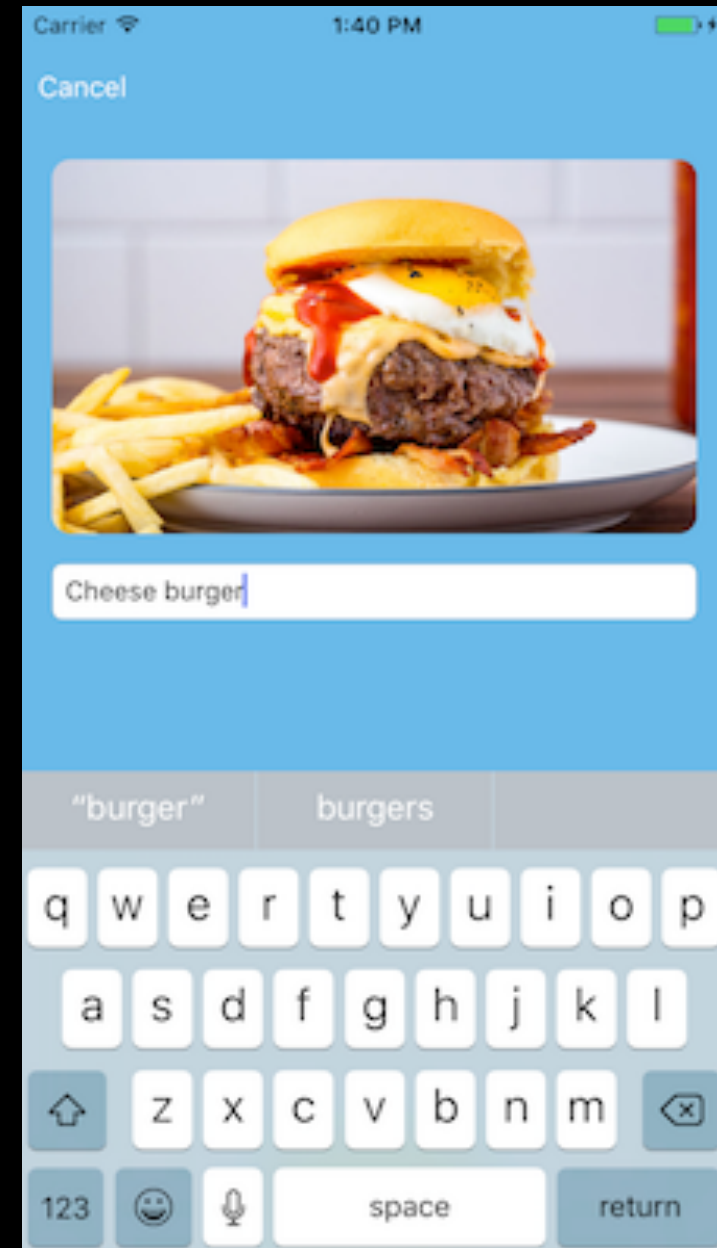 Carrier 1:40 PM
Cancel
Cheese burger
"burger" burgers
q w e r t y u i o p
a s d f g h j k l
z x c v b n m
123 space return